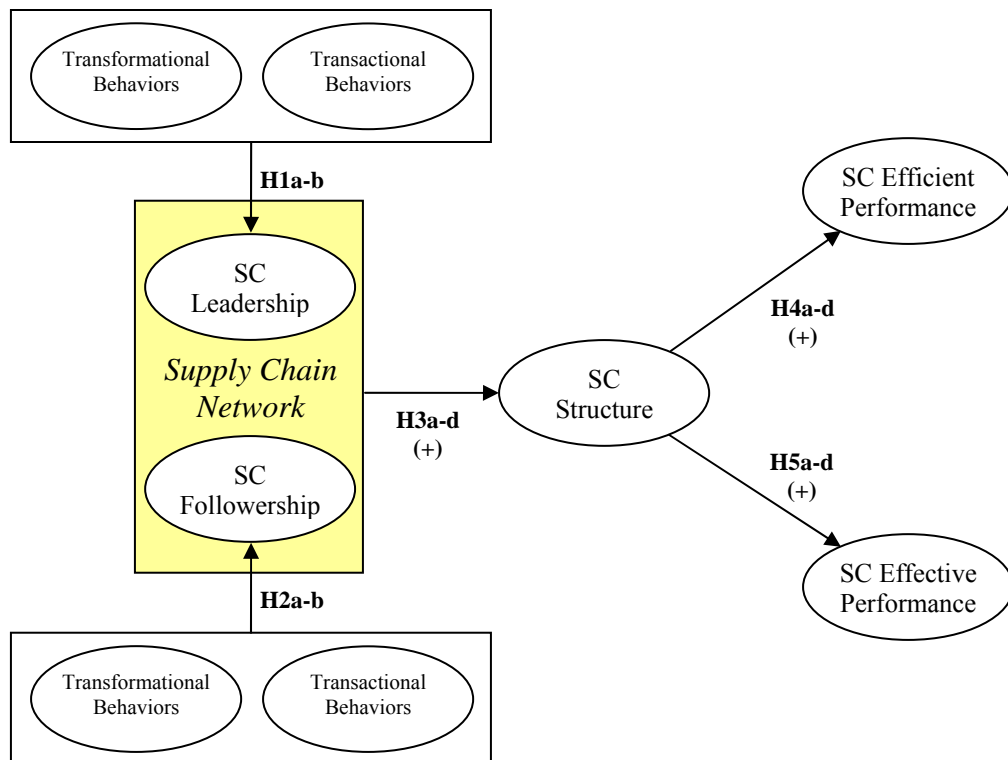 Transformational
Behaviors
Transactional
Behaviors
H1a-b
SC
Leadership
Supply Chain
Network
SC
Followership
H2a-b
Transformational
Behaviors
Transactional
Behaviors
H3a-d
(+)
SC
Structure
H4a-d
(+)
H5a-d
(+)
SC Efficient
Performance
SC Effective
Performance